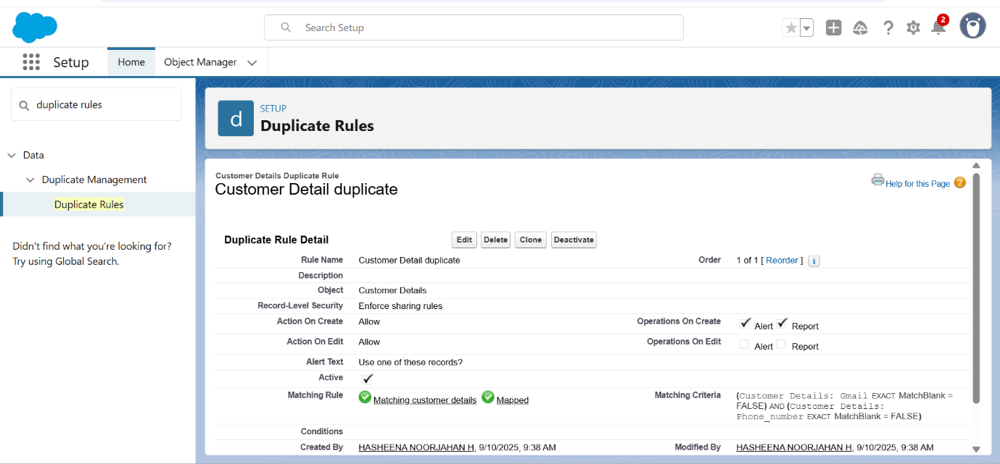 Search Setup
2
Setup
Home
Object Manager
duplicate rules
Data
Duplicate Management
Duplicate Rules
Didn't find what you're looking for?
Try using Global Search.
d
SETUP
Duplicate Rules
Customer Details Duplicate Rule
Customer Detail duplicate
Help for this Page ?
Duplicate Rule Detail
Edit Delete Clone Deactivate
Rule Name Customer Detail duplicate Order 1 of 1 [ Reorder ] i
Description
Object Customer Details
Record-Level Security Enforce sharing rules
Action On Create Allow Operations On Create Alert Report
Action On Edit Allow Operations On Edit Alert Report
Alert Text Use one of these records?
Active
Matching Rule Matching customer details Mapped Matching Criteria (Customer Details: Gmail EXACT MatchBlank =
FALSE) AND (Customer Details:
Phone_number EXACT MatchBlank = FALSE)
Conditions
Created By HASHEENA NOORJAHAN H, 9/10/2025, 9:38 AM Modified By HASHEENA NOORJAHAN H, 9/10/2025, 9:38 AM